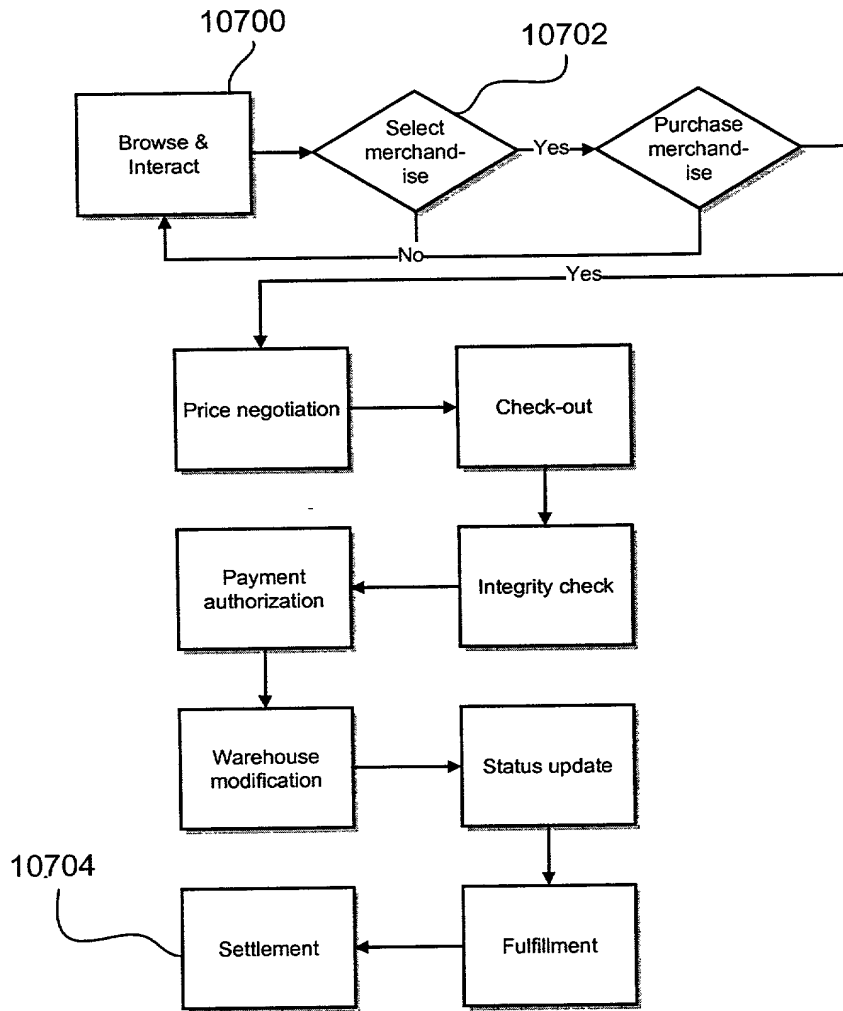 10700
10702
Browse &
Interact
Select
merchand-
ise
Yes
Purchase
merchand-
ise
No
Yes
Price negotiation
Check-out
Payment
authorization
Integrity check
Warehouse
modification
Status update
10704
Settlement
Fulfillment